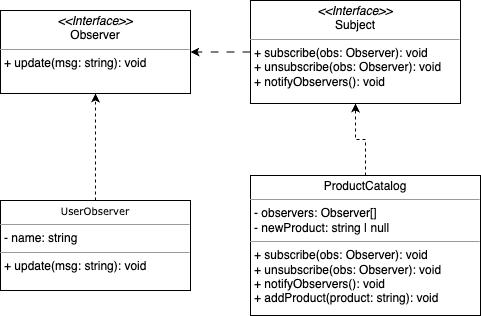 <<Interface>>
Observer
+ update(msg: string): void
<<Interface>>
Subject
+ subscribe(obs: Observer): void
+ unsubscribe(obs: Observer): void
+ notifyObservers(): void
UserObserver
- name: string
+ update(msg: string): void
ProductCatalog
- observers: Observer[]
- newProduct: string | null
+ subscribe(obs: Observer): void
+ unsubscribe(obs: Observer): void
+ notifyObservers(): void
+ addProduct(product: string): void